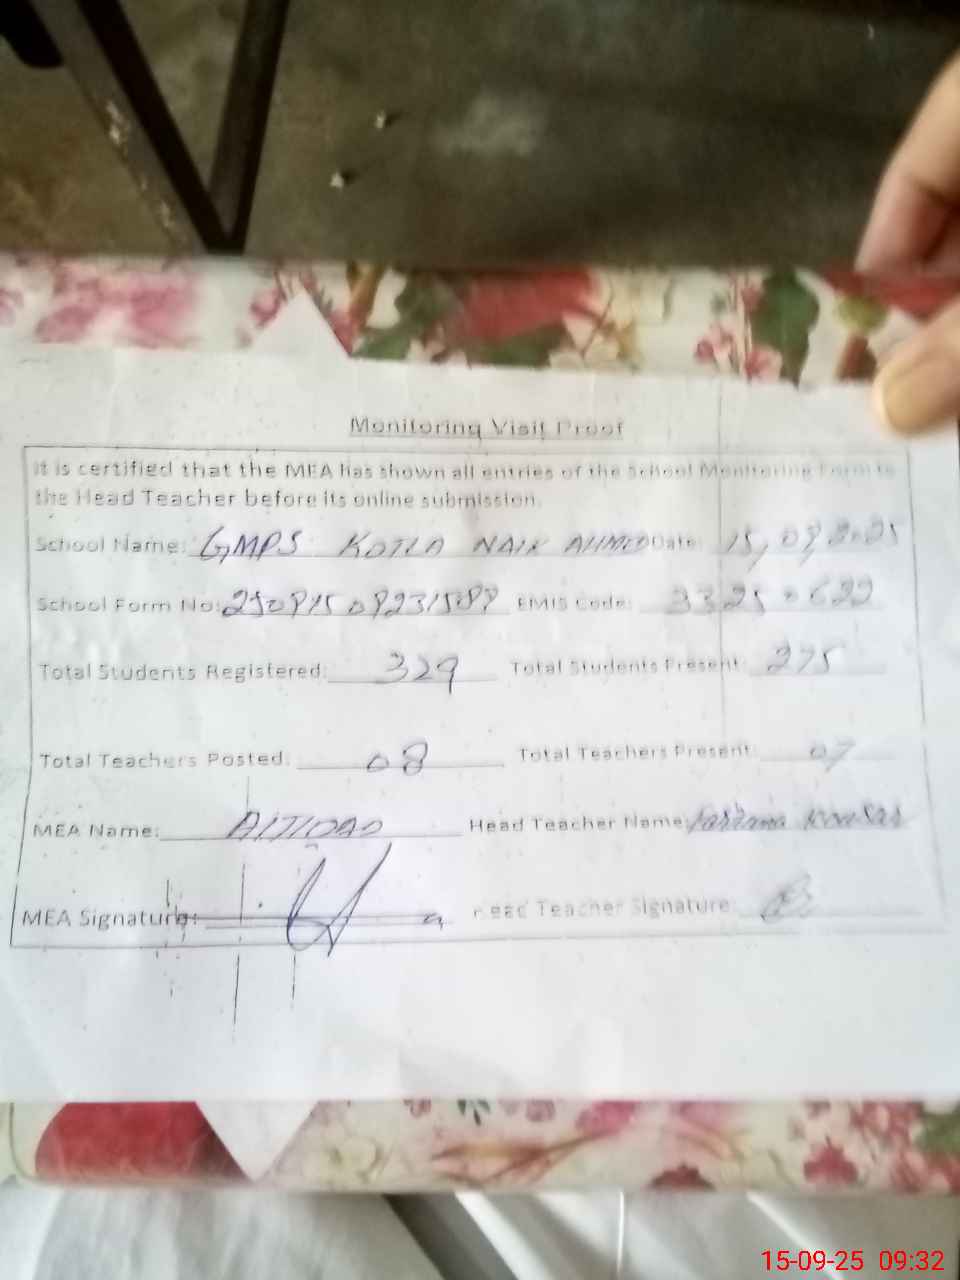 Monitoring Visit Proof
It is certified that the MEA has shown all entries of the School Monitoring Form to
the Head Teacher before its online submission.
School Name: GMPS KOTLA NAIK AHMED Date: 15,09,2025
School Form No: EMIS Code: 33250622
Total Students Registered: 329 Total Students Present: 275
Total Teachers Posted: 08 Total Teachers Present: 07
MEA Name: Head Teacher Name: Kousar
MEA Signature: Head Teacher Signature:
15-09-25 09:32